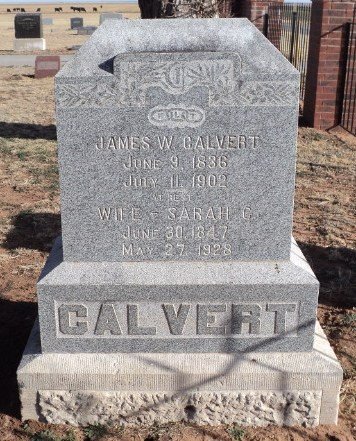 JAMES W. CALVERT
JUNE 9, 1836
JULY 11, 1902
AT REST
WIFE - SARAH C.
JUNE 30, 1847
MAY 27, 1928
CALVERT